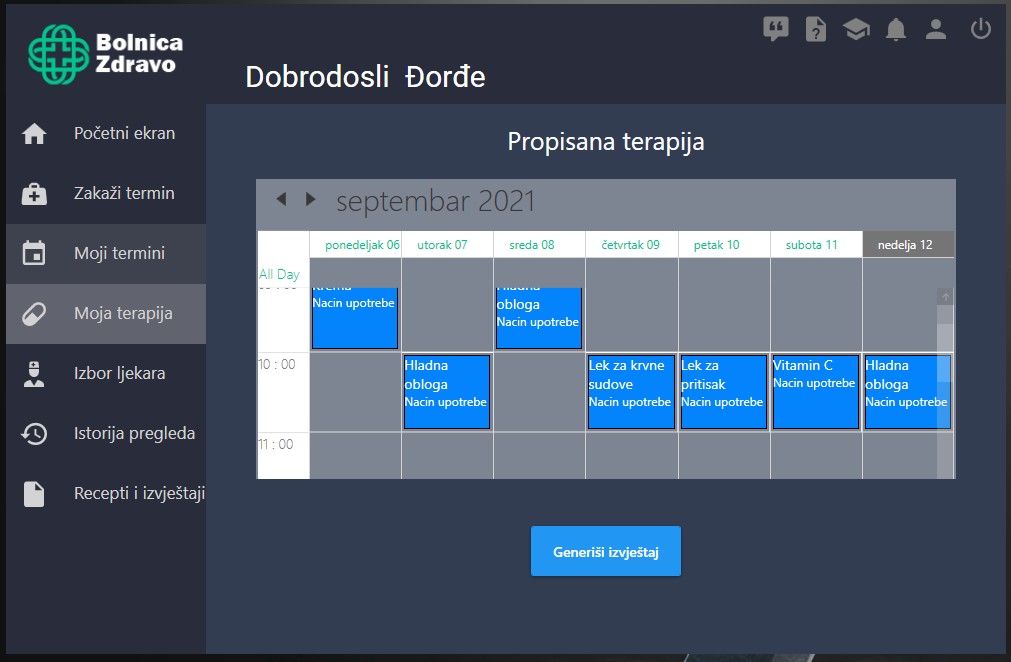 Bolnica
Zdravo
Dobrodosli Đorđe
Početni ekran
Zakaži termin
Moji termini
Moja terapija
Izbor ljekara
Istorija pregleda
Recepti i izvještaji
Propisana terapija
septembar 2021
ponedeljak 06 utorak 07 sreda 08 četvrtak 09 petak 10 subota 11 nedelja 12
All Day
Krema
Nacin upotrebe
Hladna
obloga
Nacin upotrebe
10 : 00
Hladna
obloga
Nacin upotrebe
Lek za krvne
sudove
Nacin upotrebe
Lek za
pritisak
Nacin upotrebe
Vitamin C
Nacin upotrebe
Hladna
obloga
Nacin upotrebe
11 : 00
Generiši izvještaj